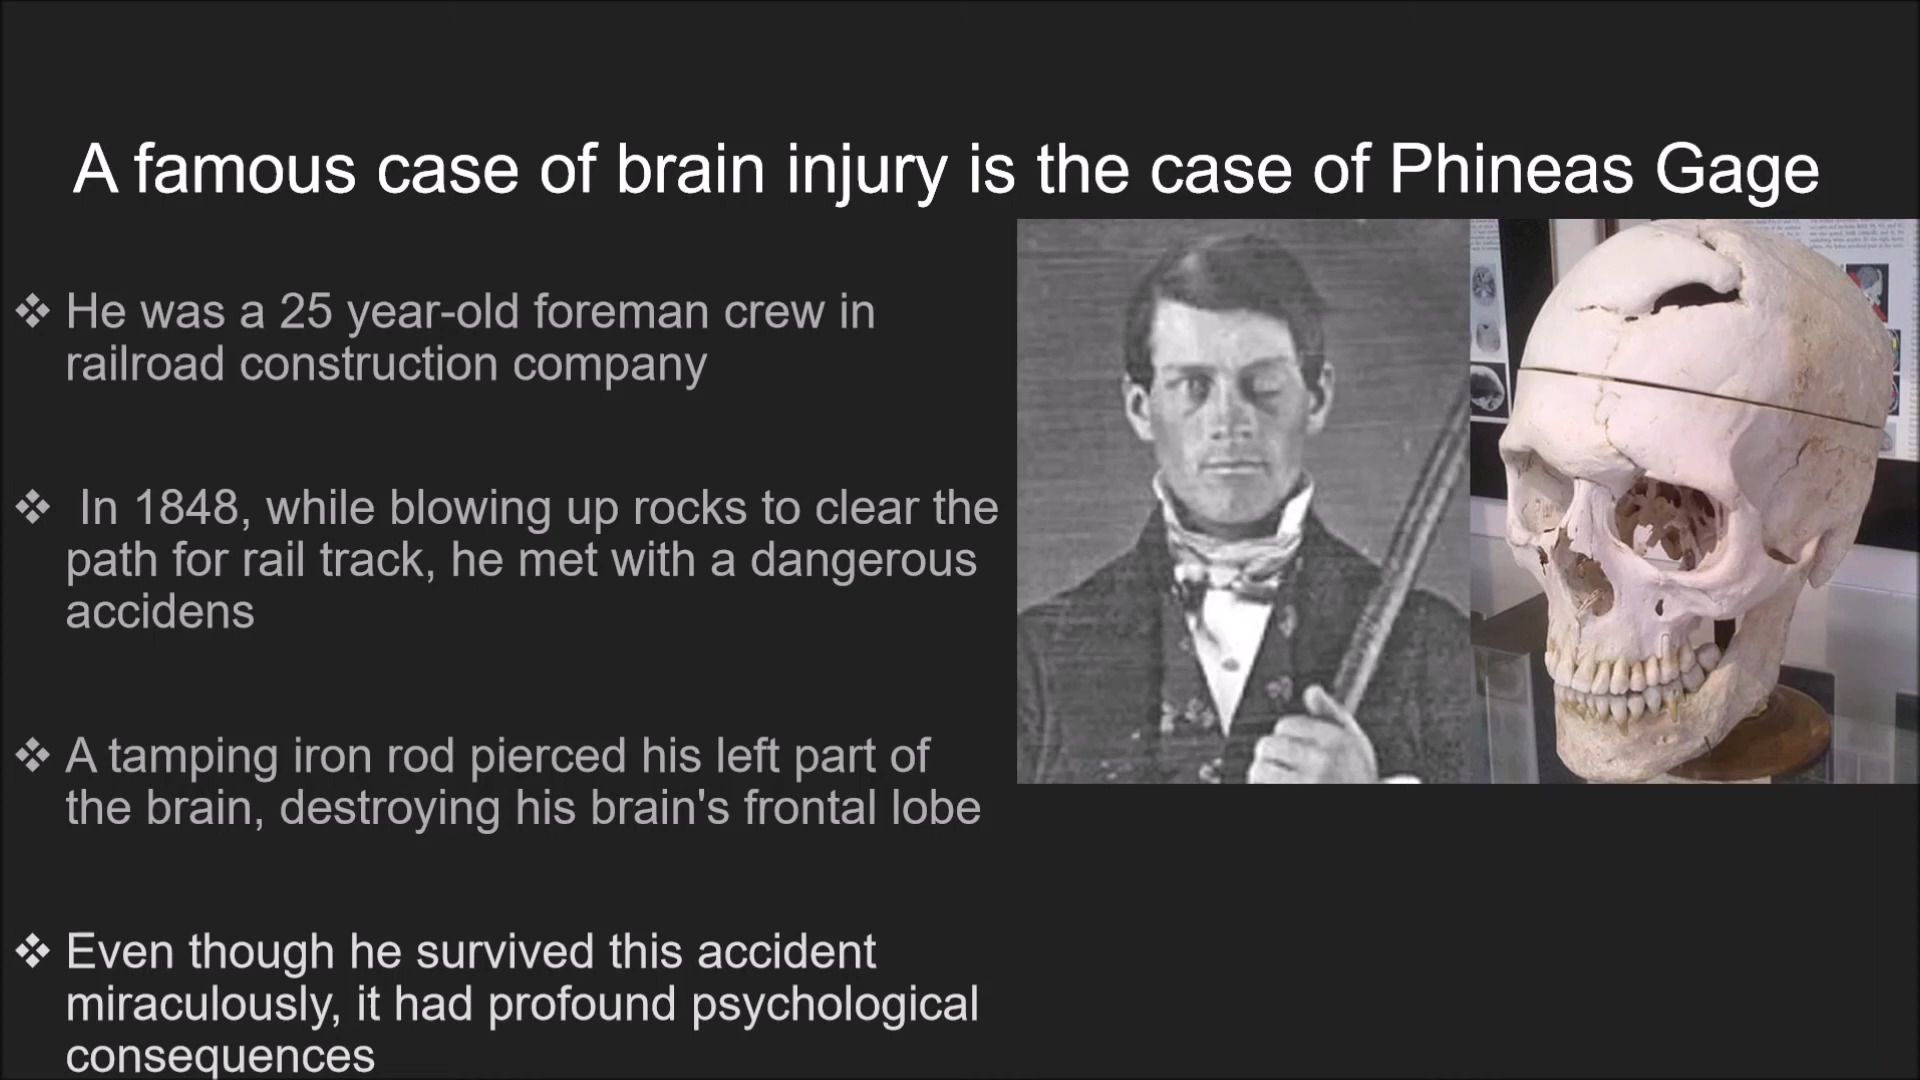 A famous case of brain injury is the case of Phineas Gage
❖ He was a 25 year-old foreman crew in
railroad construction company
❖ In 1848, while blowing up rocks to clear the
path for rail track, he met with a dangerous
accidens
❖ A tamping iron rod pierced his left part of
the brain, destroying his brain's frontal lobe
❖ Even though he survived this accident
miraculously, it had profound psychological
consequences